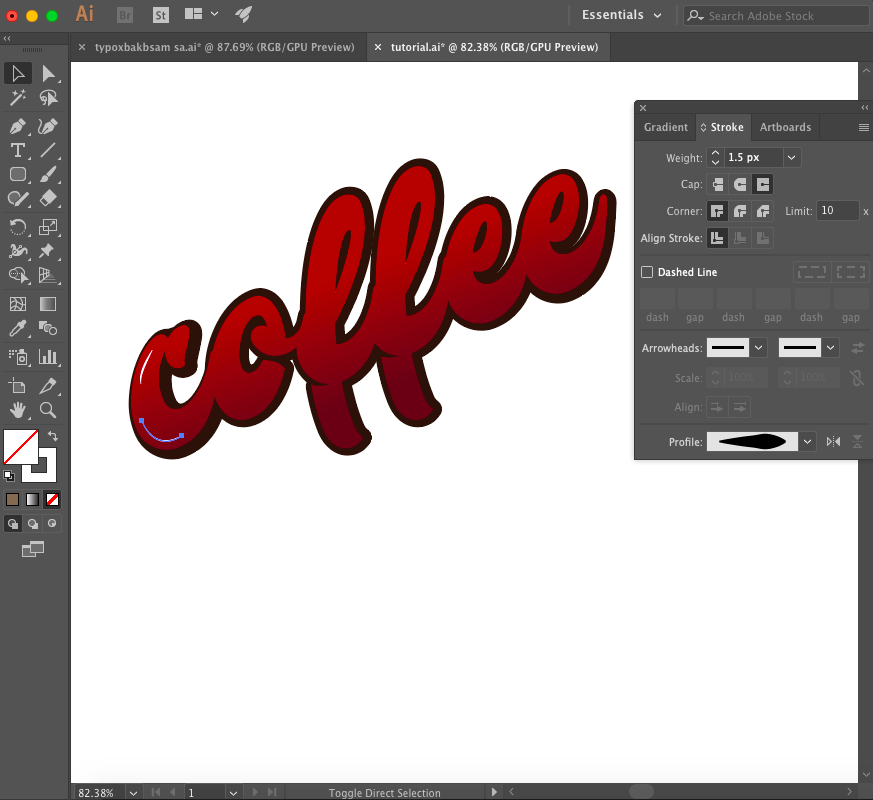 Ai Br St Essentials Search Adobe Stock
× typoxbakbsam sa.ai* @ 87.69% (RGB/GPU Preview) × tutorial.ai* @ 82.38% (RGB/GPU Preview)
Gradient Stroke Artboards
Weight: 1.5 px
Cap:
Corner: Limit: 10 x
Align Stroke:
Dashed Line
dash gap dash gap dash gap
Arrowheads:
Scale: 100% 100%
Align:
Profile:
coffee
82.38% 1 Toggle Direct Selection